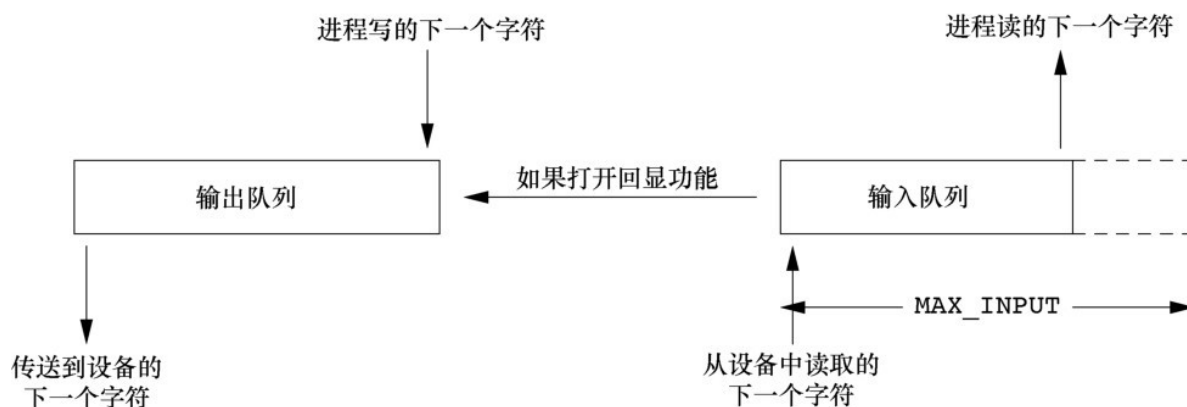 进程写的下一个字符
进程读的下一个字符
输出队列
如果打开回显功能
输入队列
MAX_INPUT
传送到设备的
下一个字符
从设备中读取的
下一个字符